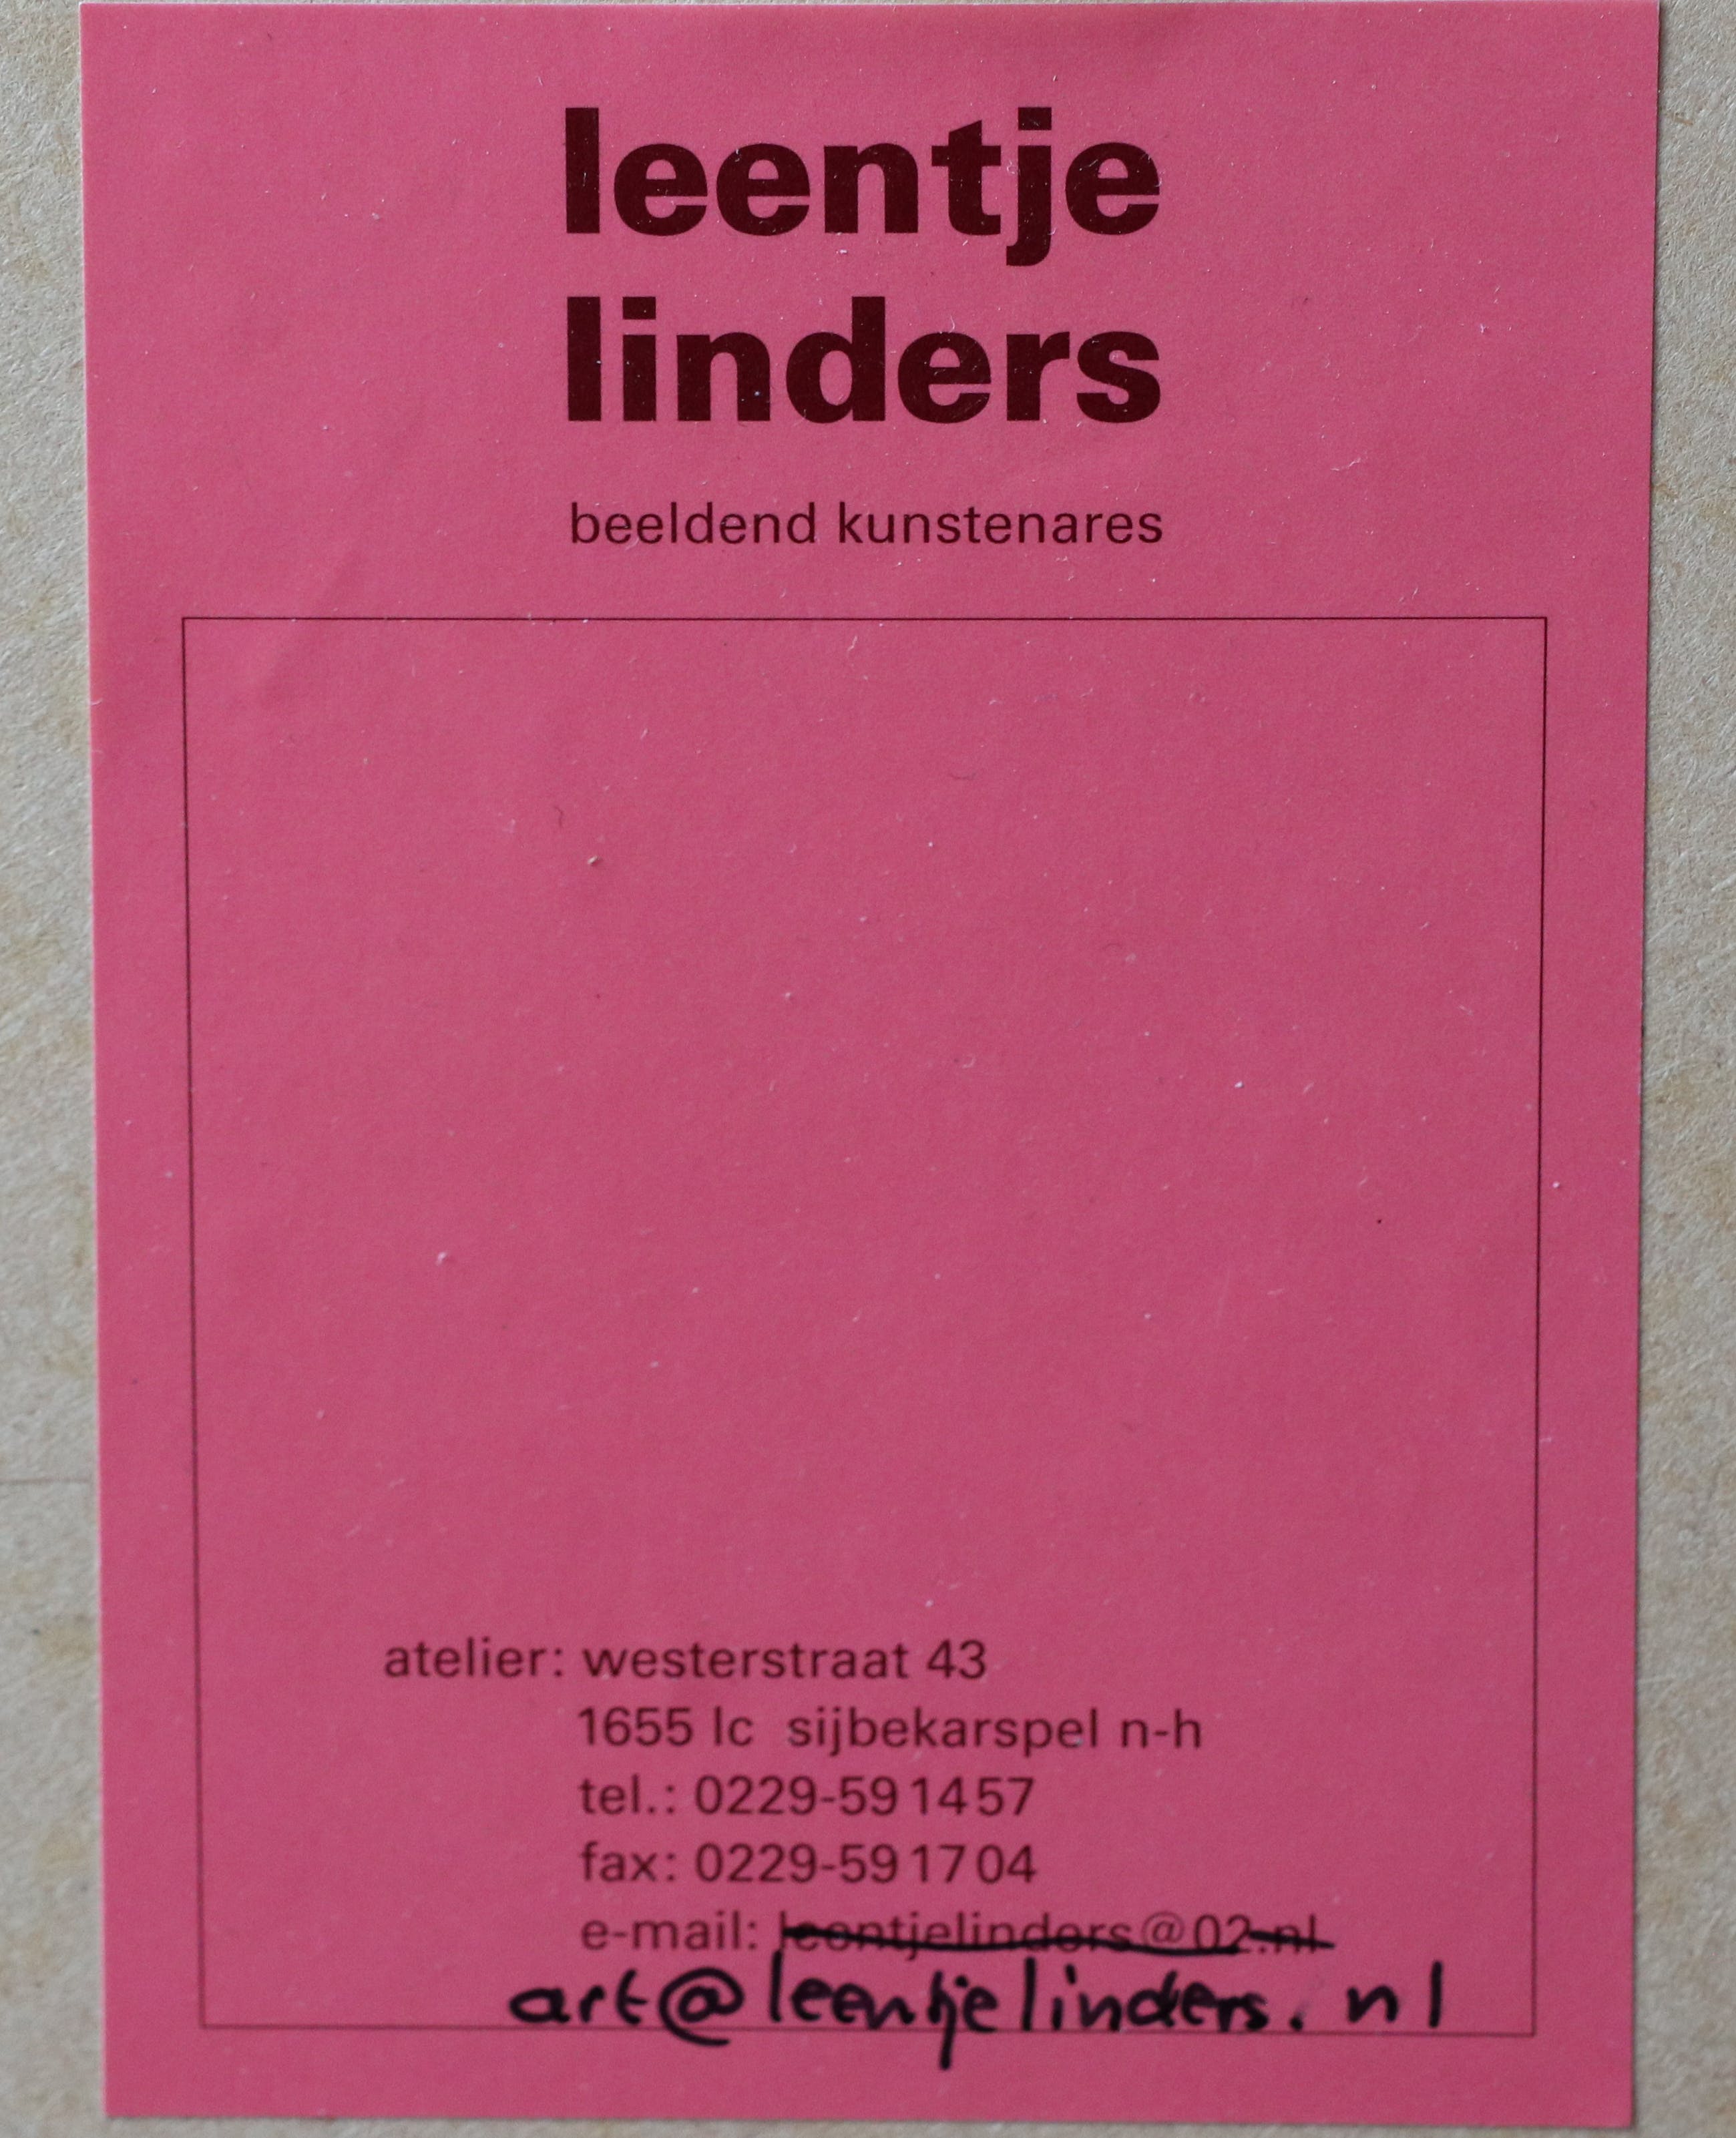 leentje
linders
beeldend kunstenares
atelier: westerstraat 43
1655 lc sijbekarspel n-h
tel.: 0229-591457
fax: 0229-591704
e-mail: leentjelinders@02.nl
art@leentjelinders.nl